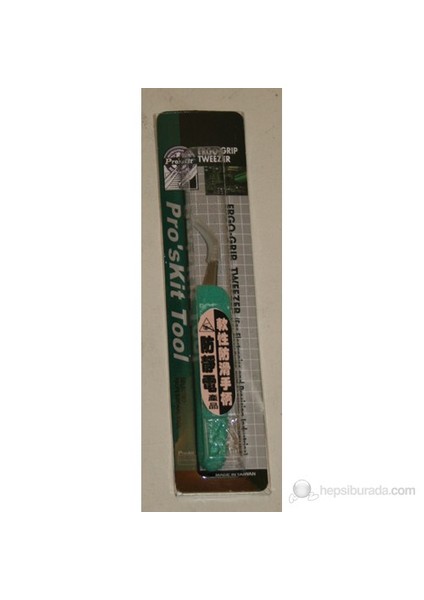 Pro'sKit
ERGO-GRIP
TWEEZER
Pro'sKit Tool
ERGO-GRIP TWEEZER
軟性防滑手柄
防靜電產品
MADE IN TAIWAN
hepsiburada.com